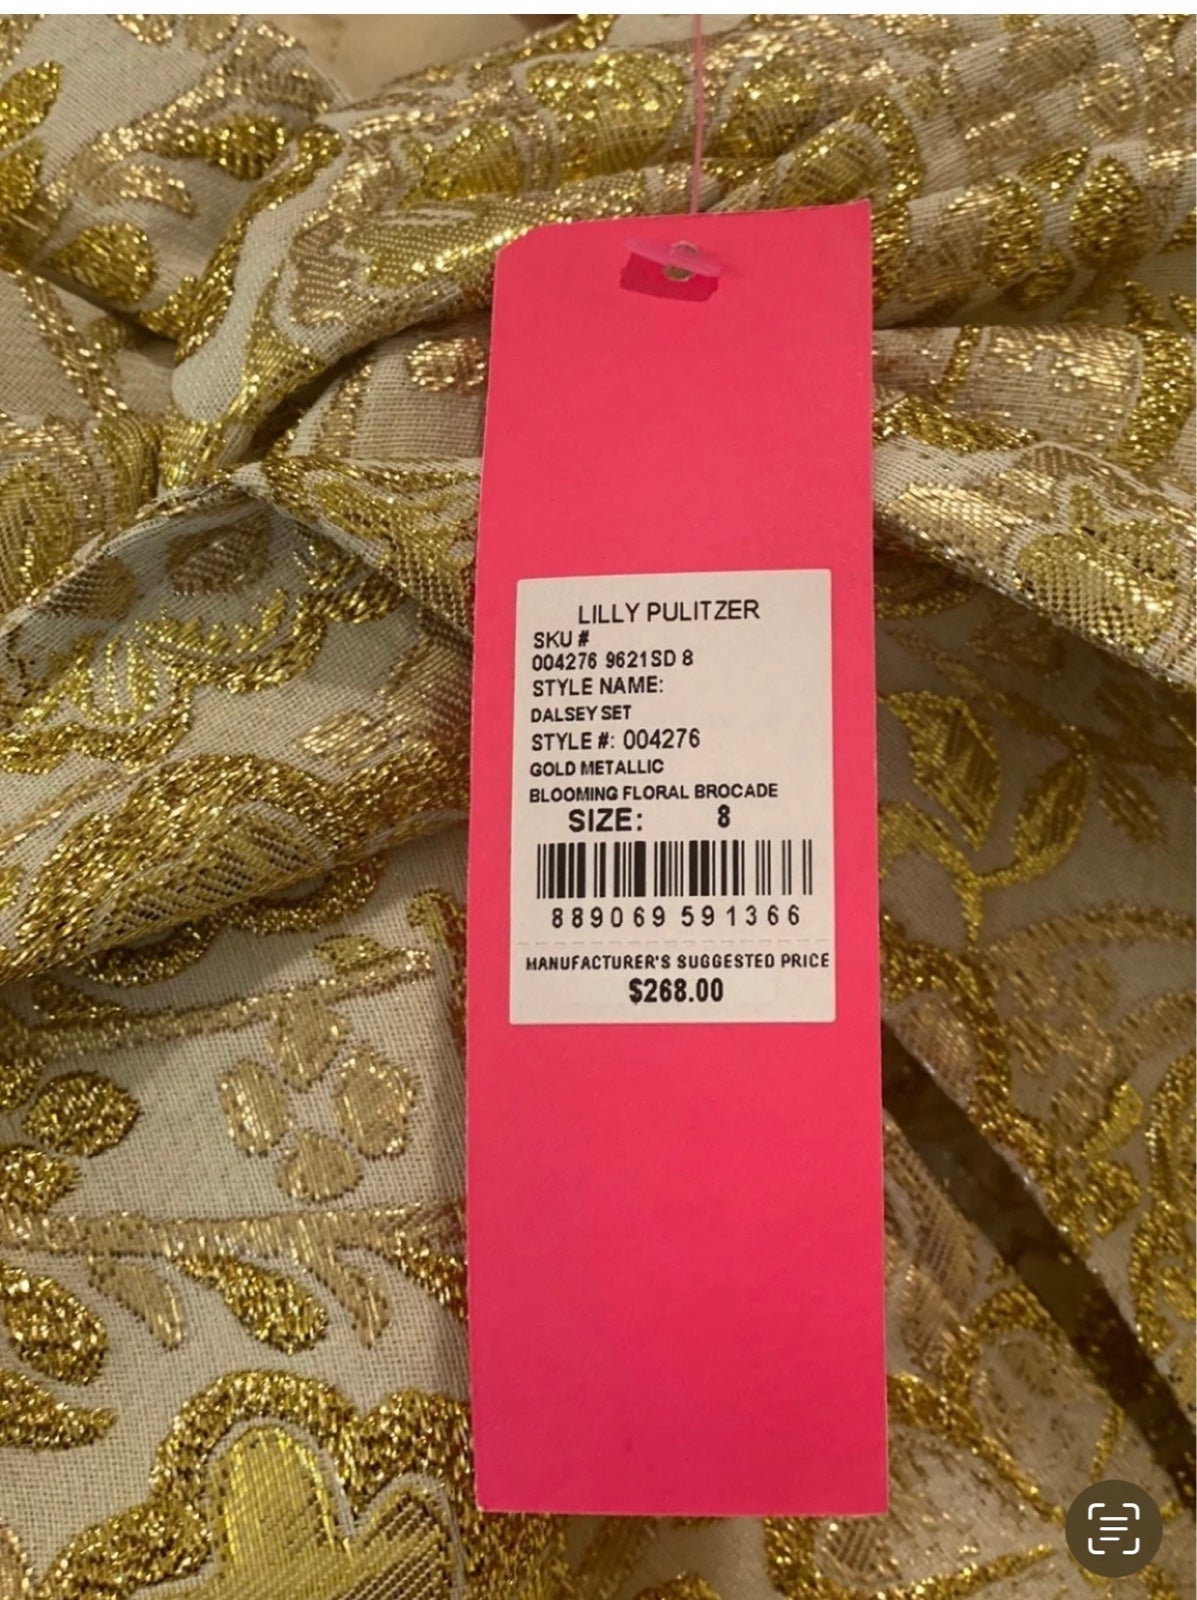 LILLY PULITZER
SKU #
004276 9621SD 8
STYLE NAME:
DALSEY SET
STYLE #: 004276
GOLD METALLIC
BLOOMING FLORAL BROCADE
SIZE: 8
889069 591366
MANUFACTURER'S SUGGESTED PRICE
$268.00